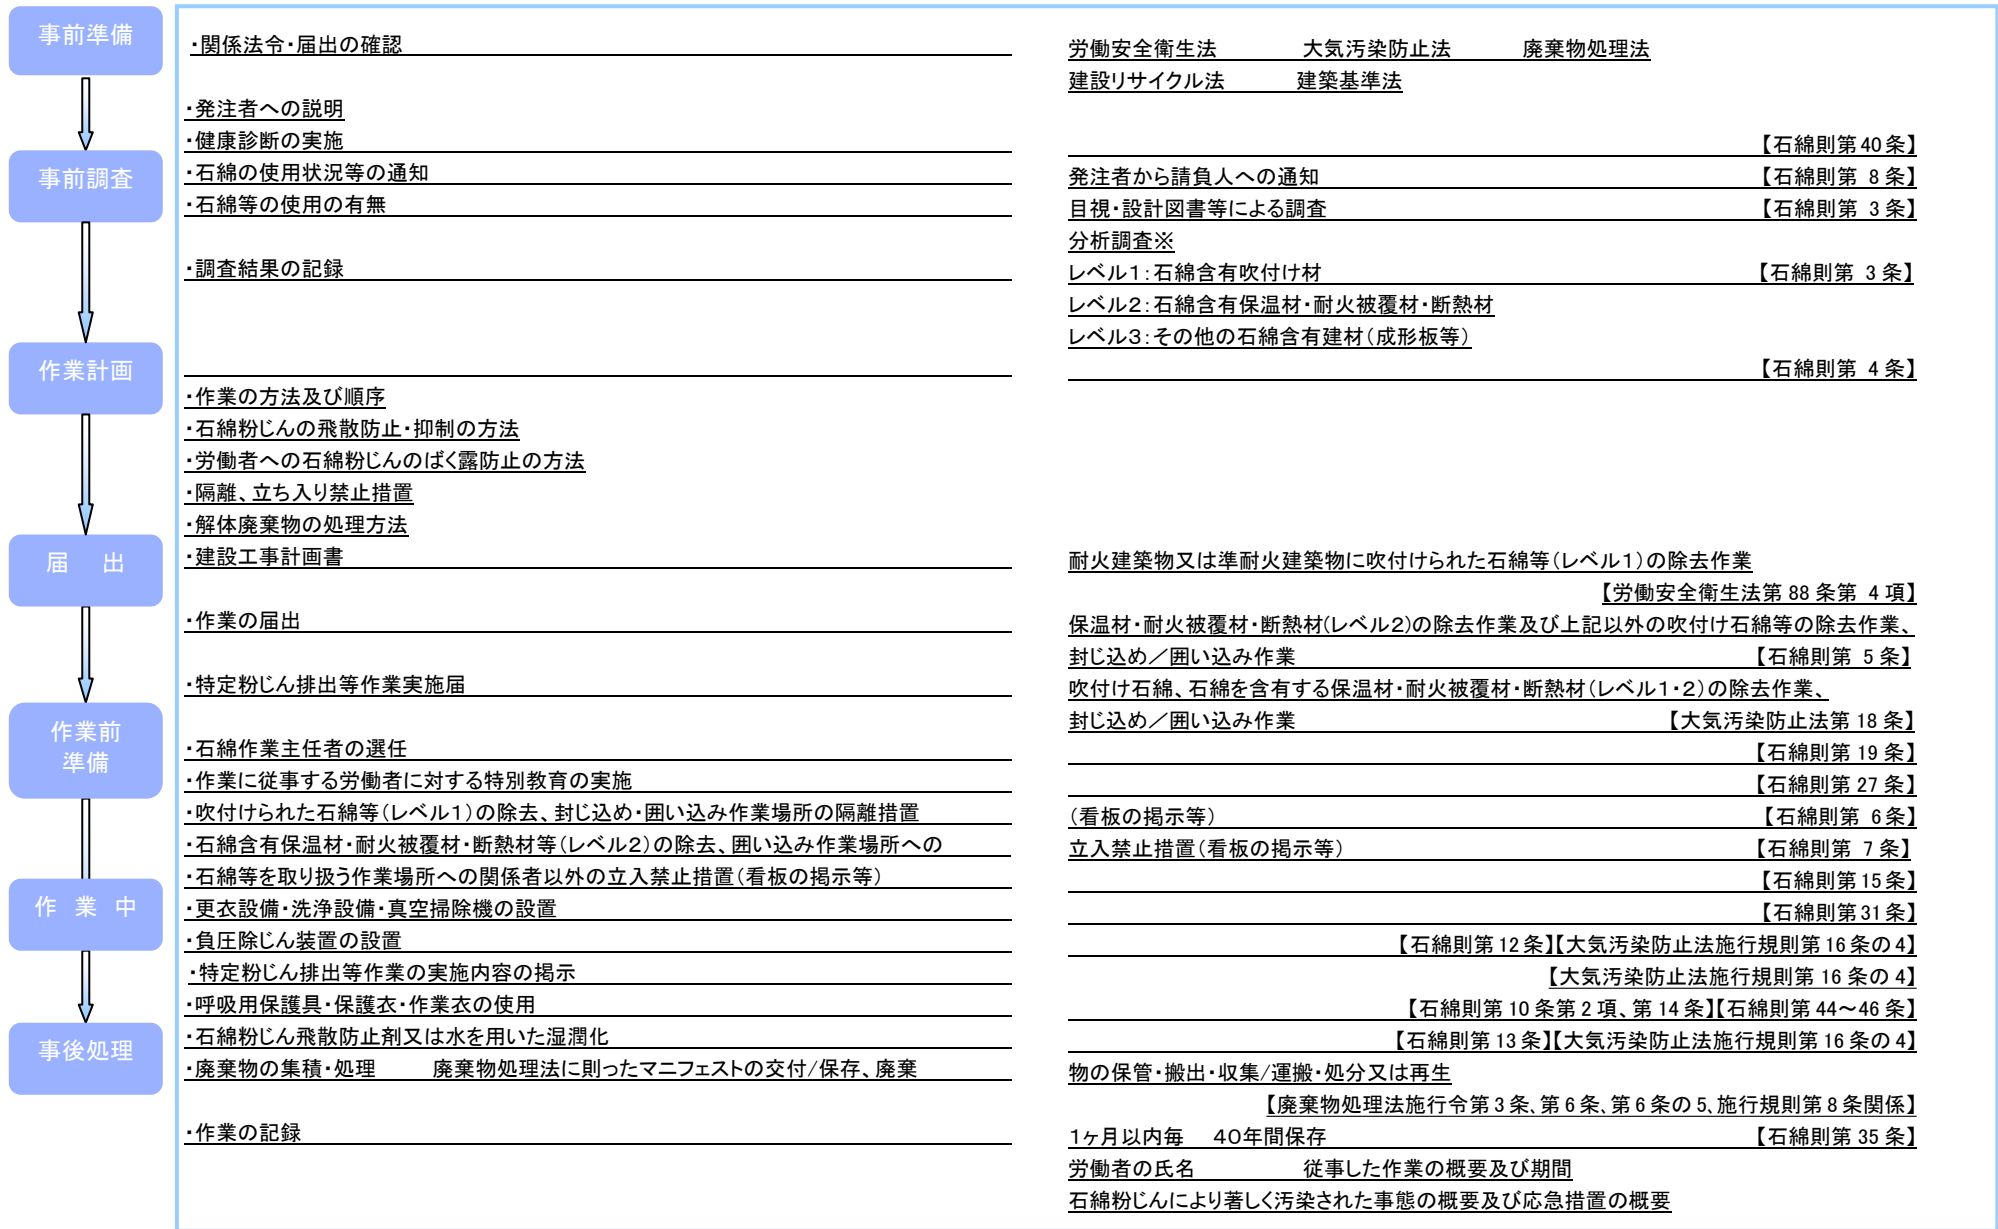 事前準備
・関係法令・届出の確認 労働安全衛生法 大気汚染防止法 廃棄物処理法
建設リサイクル法 建築基準法
・発注者への説明
・健康診断の実施 【石綿則第40条】
事前調査
・石綿の使用状況等の通知 発注者から請負人への通知 【石綿則第 8条】
・石綿等の使用の有無 目視・設計図書等による調査 【石綿則第 3条】
分析調査※
・調査結果の記録 レベル1:石綿含有吹付け材 【石綿則第 3条】
レベル2:石綿含有保温材・耐火被覆材・断熱材
レベル3:その他の石綿含有建材(成形板等)
作業計画
【石綿則第 4条】
・作業の方法及び順序
・石綿粉じんの飛散防止・抑制の方法
・労働者への石綿粉じんのばく露防止の方法
・隔離、立ち入り禁止措置
・解体廃棄物の処理方法
届 出
・建設工事計画書 耐火建築物又は準耐火建築物に吹付けられた石綿等(レベル1)の除去作業
【労働安全衛生法第88条第 4項】
・作業の届出 保温材・耐火被覆材・断熱材(レベル2)の除去作業及び上記以外の吹付け石綿等の除去作業、
封じ込め／囲い込み作業 【石綿則第 5条】
・特定粉じん排出等作業実施届 吹付け石綿、石綿を含有する保温材・耐火被覆材・断熱材(レベル1・2)の除去作業、
封じ込め／囲い込み作業 【大気汚染防止法第18条】
作業前
準備
・石綿作業主任者の選任 【石綿則第19条】
・作業に従事する労働者に対する特別教育の実施 【石綿則第27条】
・吹付けられた石綿等(レベル1)の除去、封じ込め・囲い込み作業場所の隔離措置 (看板の掲示等) 【石綿則第 6条】
・石綿含有保温材・耐火被覆材・断熱材等(レベル2)の除去、囲い込み作業場所への 立入禁止措置(看板の掲示等) 【石綿則第 7条】
・石綿等を取り扱う作業場所への関係者以外の立入禁止措置(看板の掲示等) 【石綿則第15条】
作 業 中
・更衣設備・洗浄設備・真空掃除機の設置 【石綿則第31条】
・負圧除じん装置の設置 【石綿則第12条】【大気汚染防止法施行規則第16条の4】
・特定粉じん排出等作業の実施内容の掲示 【大気汚染防止法施行規則第16条の4】
・呼吸用保護具・保護衣・作業衣の使用 【石綿則第10条第2項、第14条】【石綿則第44～46条】
・石綿粉じん飛散防止剤又は水を用いた湿潤化 【石綿則第13条】【大気汚染防止法施行規則第16条の4】
事後処理
・廃棄物の集積・処理 廃棄物処理法に則ったマニフェストの交付/保存、廃棄 物の保管・搬出・収集/運搬・処分又は再生
【廃棄物処理法施行令第3条、第6条、第6条の5、施行規則第8条関係】
・作業の記録 1ヶ月以内毎 40年間保存 【石綿則第35条】
労働者の氏名 従事した作業の概要及び期間
石綿粉じんにより著しく汚染された事態の概要及び応急措置の概要